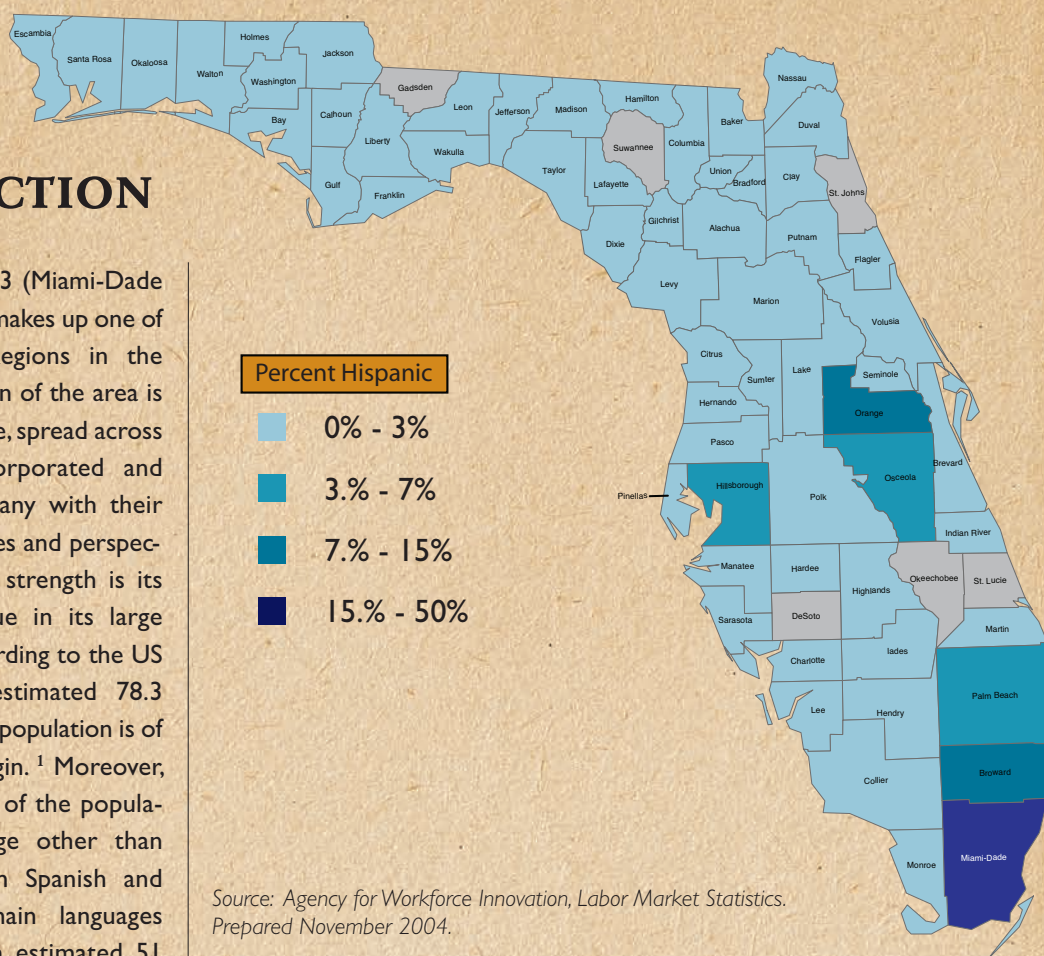 CTION
3 (Miami-Dade
makes up one of
egions in the
n of the area is
e, spread across
orporated and
any with their
es and perspec-
strength is its
ue in its large
rding to the US
estimated 78.3
population is of
gin. 1 Moreover,
of the popula-
ge other than
n Spanish and
ain languages
estimated 51
Percent Hispanic
0% - 3%
3.% - 7%
7.% - 15%
15.% - 50%
Escambia
Santa Rosa
Okaloosa
Walton
Holmes
Washington
Jackson
Bay
Calhoun
Gulf
Liberty
Franklin
Gadsden
Leon
Wakulla
Jefferson
Madison
Taylor
Hamilton
Suwannee
Lafayette
Dixie
Columbia
Gilchrist
Baker
Union
Bradford
Alachua
Levy
Nassau
Duval
Clay
St. Johns
Putnam
Flagler
Marion
Volusia
Citrus
Sumter
Lake
Seminole
Hernando
Orange
Pasco
Osceola
Brevard
Pinellas
Hillsborough
Polk
Indian River
Manatee
Hardee
Highlands
Okeechobee
St. Lucie
Sarasota
DeSoto
Martin
Charlotte
lades
Lee
Hendry
Palm Beach
Collier
Broward
Monroe
Miami-Dade
Source: Agency for Workforce Innovation, Labor Market Statistics.
Prepared November 2004.